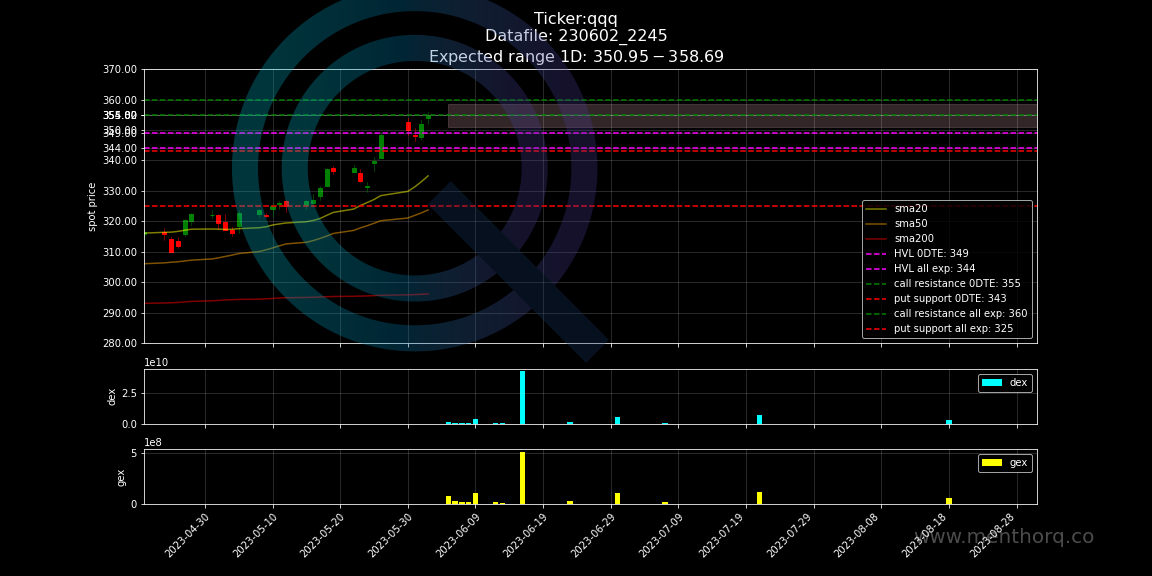 Ticker:qqq
Datafile: 230602_2245
Expected range 1D: 350.95 − 358.69
370.00
360.00
350.00
344.00
340.00
330.00
320.00
310.00
300.00
290.00
280.00
spot price
sma20
sma50
sma200
HVL 0DTE: 349
HVL all exp: 344
call resistance 0DTE: 355
put support 0DTE: 343
call resistance all exp: 360
put support all exp: 325
1e10
2.5
0.0
dex
dex
1e8
5
0
gex
gex
2023-04-30
2023-05-10
2023-05-20
2023-05-30
2023-06-09
2023-06-19
2023-06-29
2023-07-09
2023-07-19
2023-07-29
2023-08-08
2023-08-18
2023-08-28
www.menthorq.co